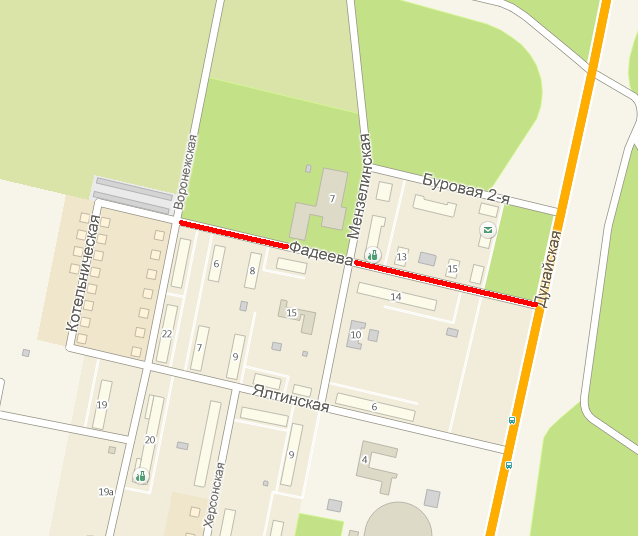 Воронежская
Мензелинская
Буровая 2-я
7
Котельническая
Фадеева
Дунайская
6
8
13
15
14
15
22
7
9
10
Ялтинская
6
19
20
9
4
Херсонская
19а